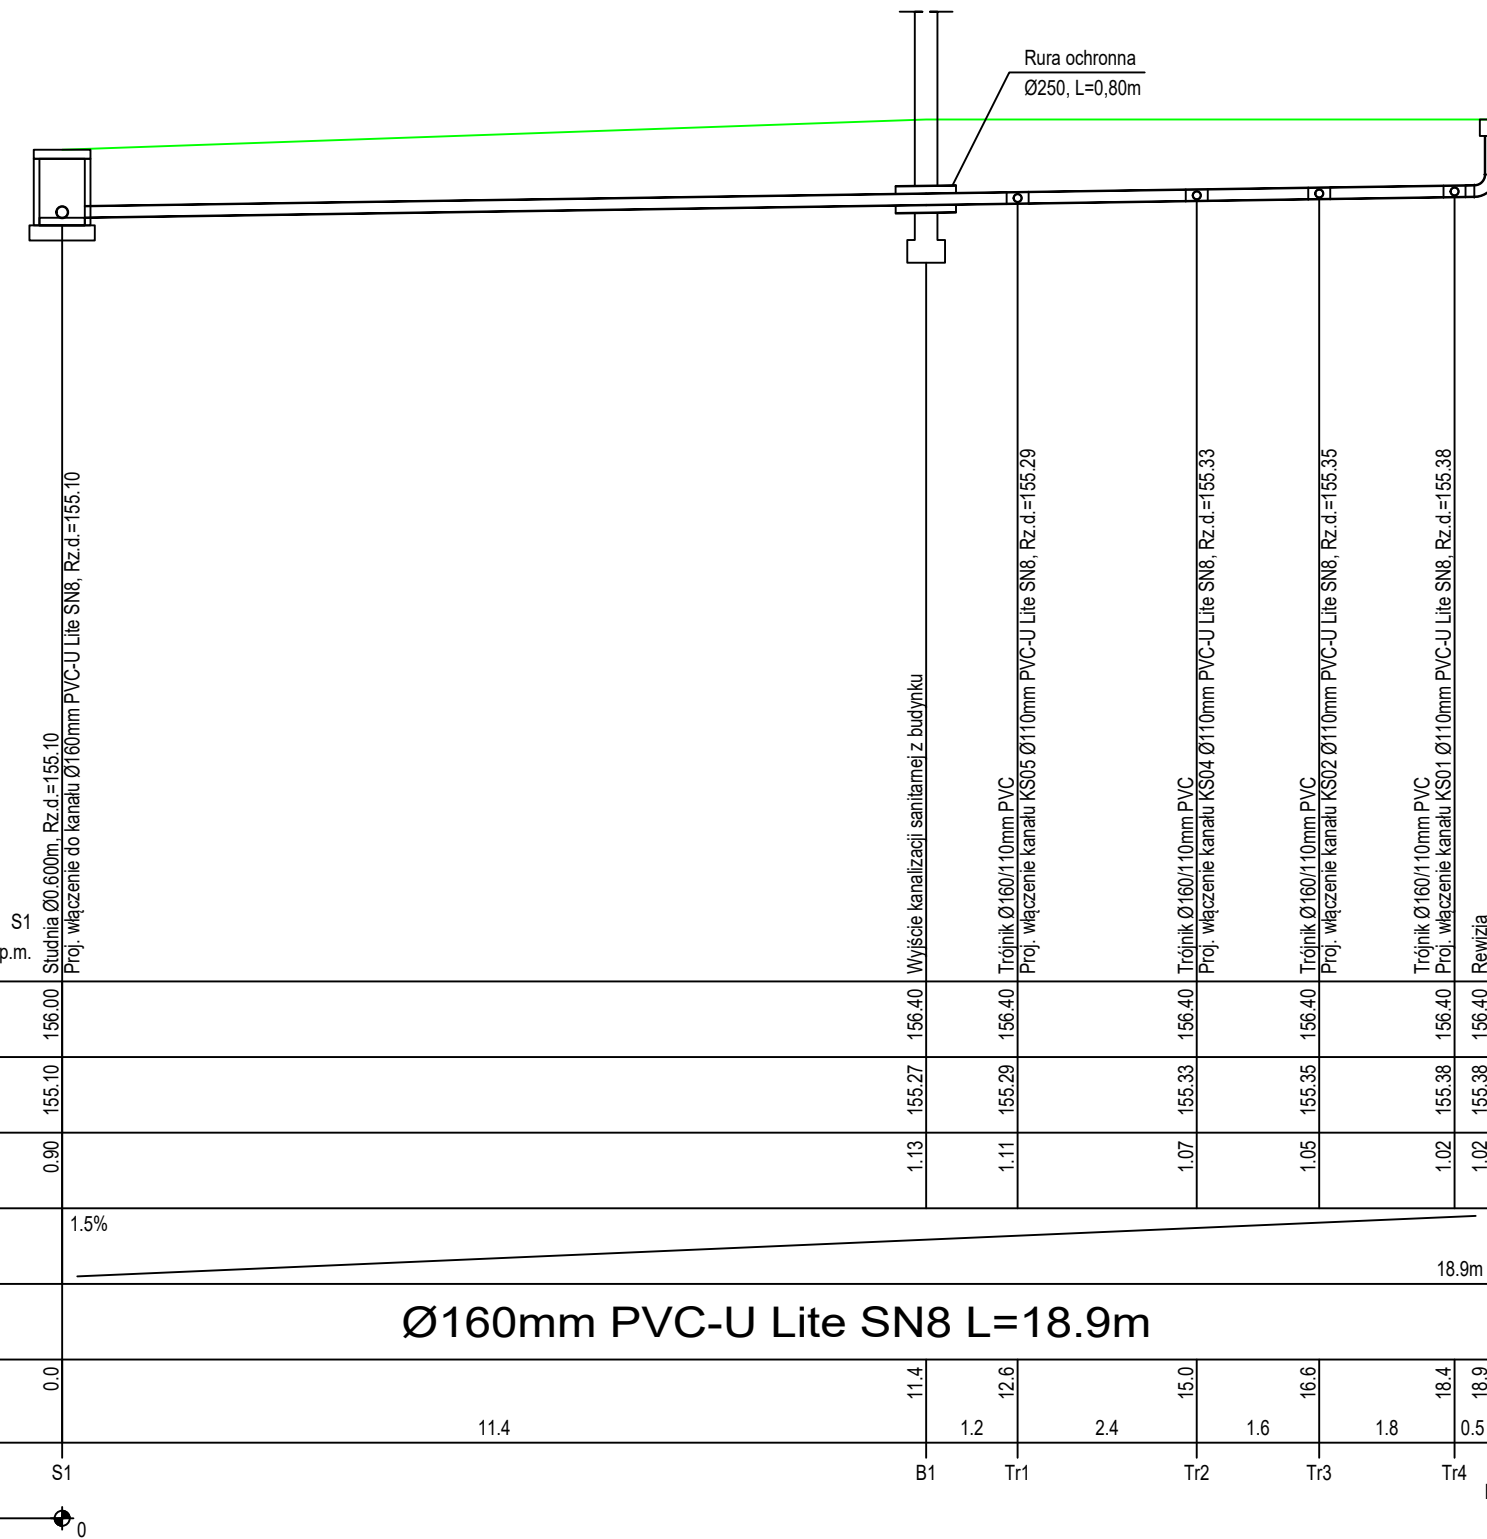 Rura ochronna
Ø250, L=0,80m
S1
p.m.
Studnia Ø0.600m, Rz.d.=155.10
Proj. włączenie do kanału Ø160mm PVC-U Lite SN8, Rz.d.=155.10
Wyjście kanalizacji sanitarnej z budynku
Trójnik Ø160/110mm PVC
Proj. włączenie kanału KS05 Ø110mm PVC-U Lite SN8, Rz.d.=155.29
Trójnik Ø160/110mm PVC
Proj. włączenie kanału KS04 Ø110mm PVC-U Lite SN8, Rz.d.=155.33
Trójnik Ø160/110mm PVC
Proj. włączenie kanału KS02 Ø110mm PVC-U Lite SN8, Rz.d.=155.35
Trójnik Ø160/110mm PVC
Proj. włączenie kanału KS01 Ø110mm PVC-U Lite SN8, Rz.d.=155.38
Rewizja
156.00 156.40 156.40 156.40 156.40 156.40 156.40
155.10 155.27 155.29 155.33 155.35 155.38 155.38
0.90 1.13 1.11 1.07 1.05 1.02 1.02
1.5%
18.9m
Ø160mm PVC-U Lite SN8 L=18.9m
0.0 11.4 12.6 15.0 16.6 18.4 18.9
11.4 1.2 2.4 1.6 1.8 0.5
S1 B1 Tr1 Tr2 Tr3 Tr4
0